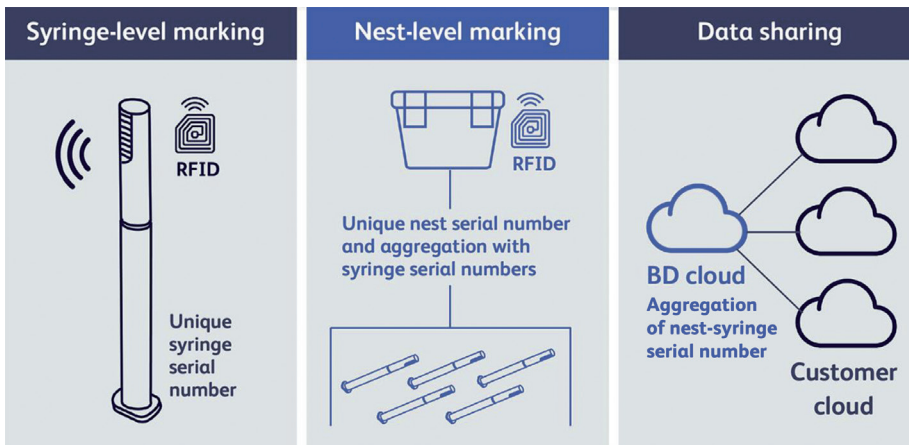 Syringe-level marking
RFID
Unique
syringe
serial
number
Nest-level marking
RFID
Unique nest serial number
and aggregation with
syringe serial numbers
Data sharing
BD cloud
Aggregation
of nest-syringe
serial number
Customer
cloud